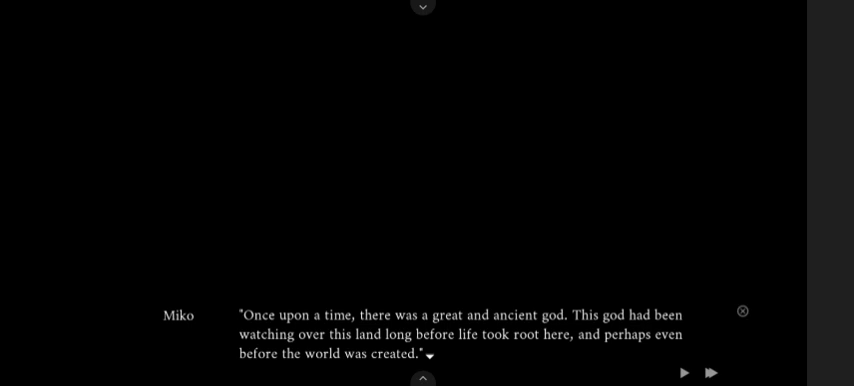 Miko
"Once upon a time, there was a great and ancient god. This god had been
watching over this land long before life took root here, and perhaps even
before the world was created."